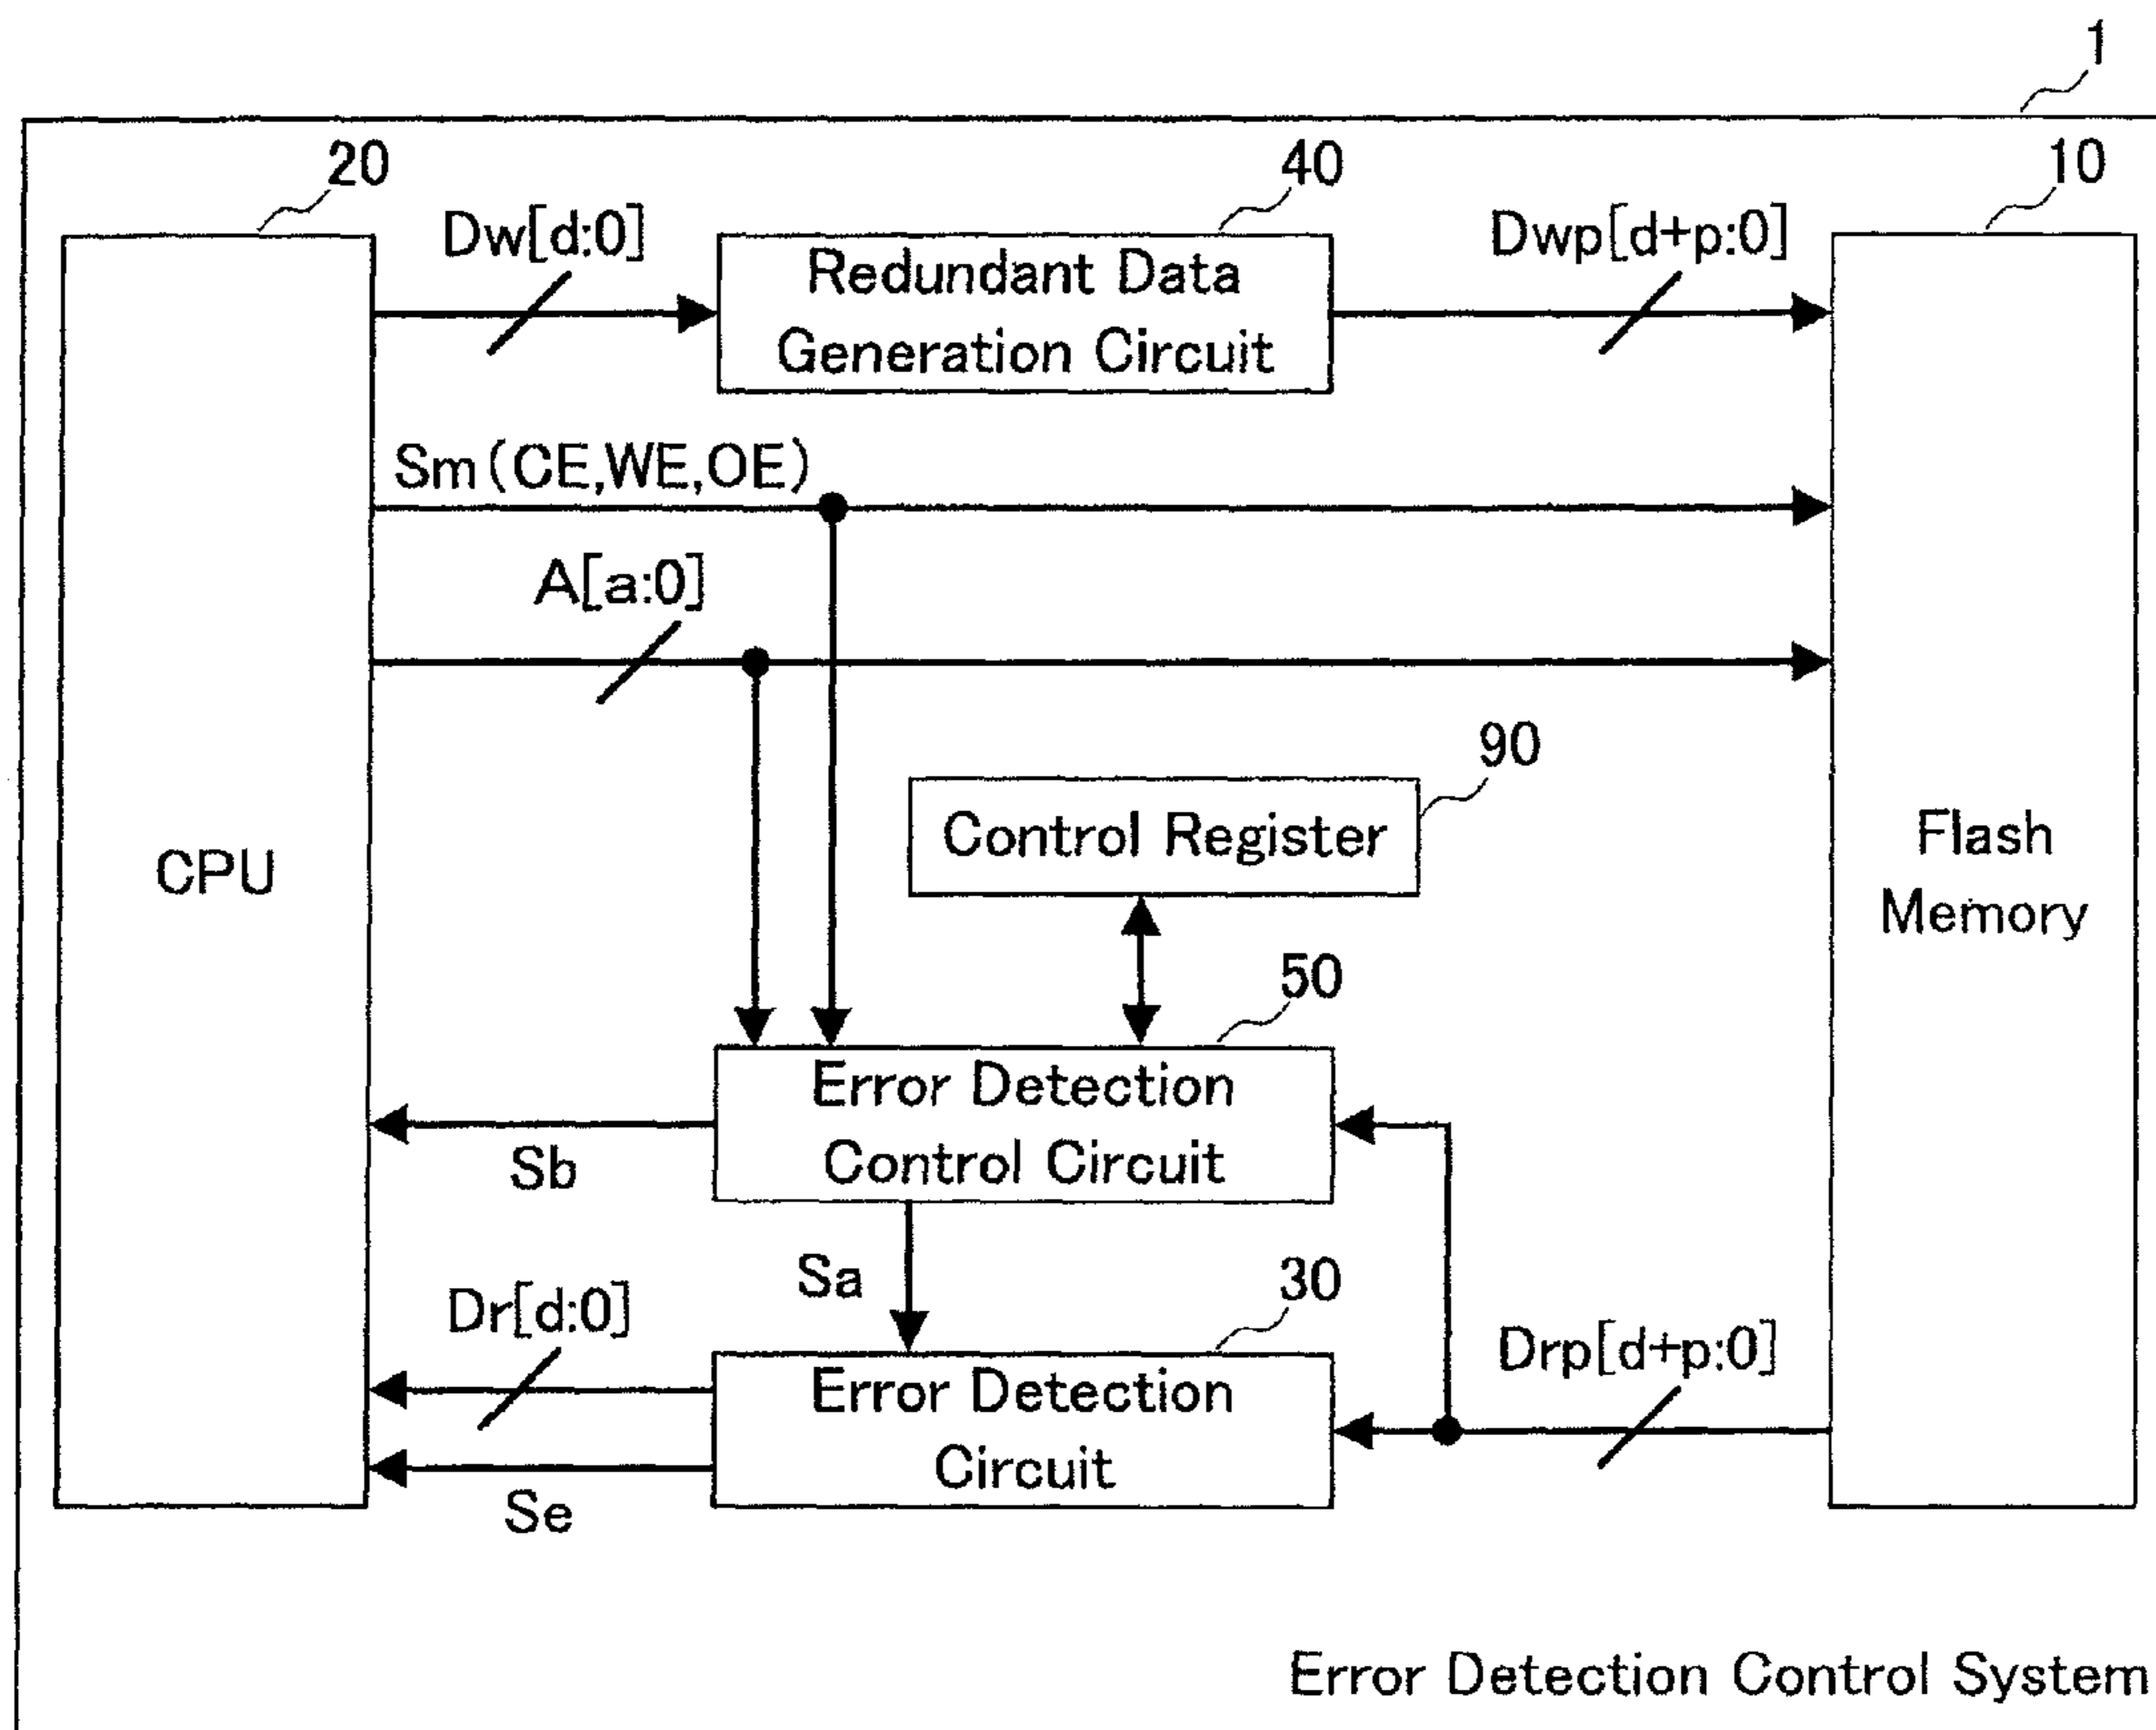 1
20
40
10
Dw[d:0]
Redundant Data
Generation Circuit
Dwp[d+p:0]
Sm(CE,WE,OE)
A[a:0]
90
Control Register
CPU
Flash
Memory
50
Error Detection
Control Circuit
Sb
Sa
30
Dr[d:0]
Error Detection
Circuit
Drp[d+p:0]
Se
Error Detection Control System